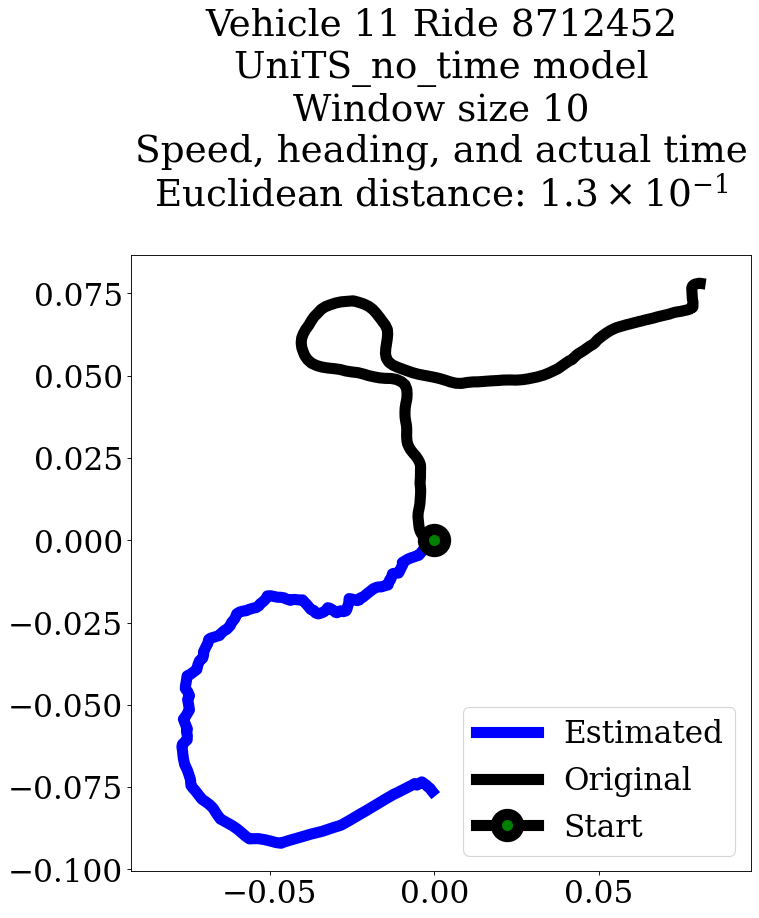 Vehicle 11 Ride 8712452
UniTS_no_time model
Window size 10
Speed, heading, and actual time
Euclidean distance: 1.3 × 10⁻¹
0.075
0.050
0.025
0.000
−0.025
−0.050
−0.075
−0.100
−0.05
0.00
0.05
Estimated
Original
Start